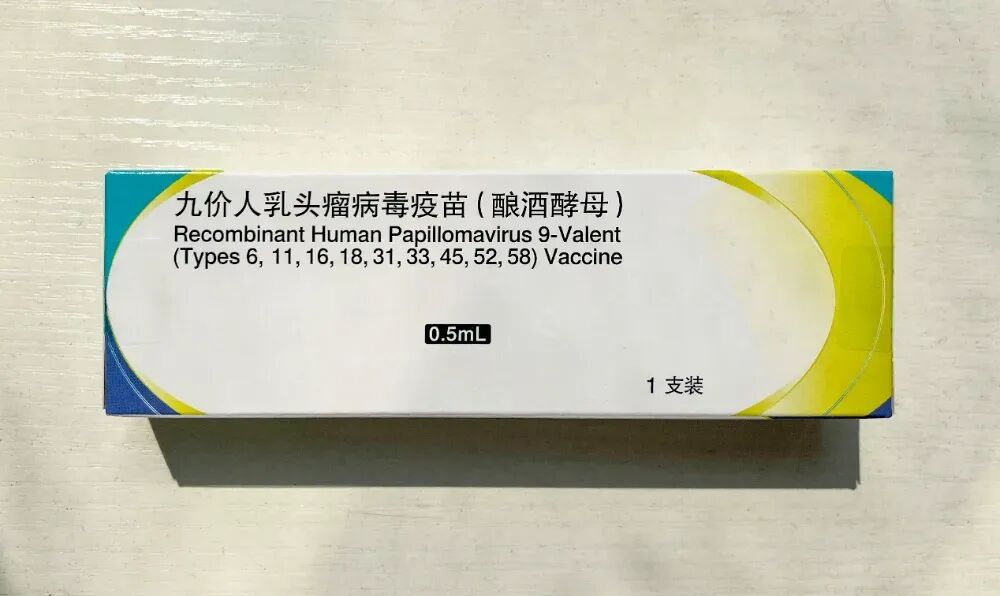 九价人乳头瘤病毒疫苗（酿酒酵母）
Recombinant Human Papillomavirus 9-Valent
(Types 6, 11, 16, 18, 31, 33, 45, 52, 58) Vaccine
0.5mL
1 支装